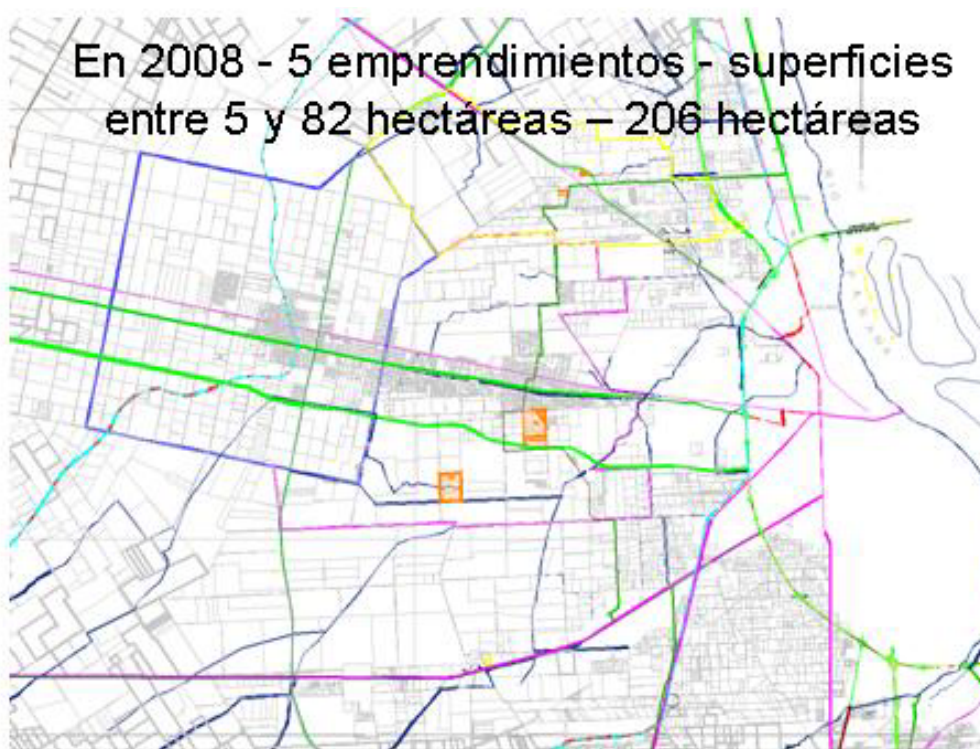 En 2008 - 5 emprendimientos - superficies
entre 5 y 82 hectáreas – 206 hectáreas